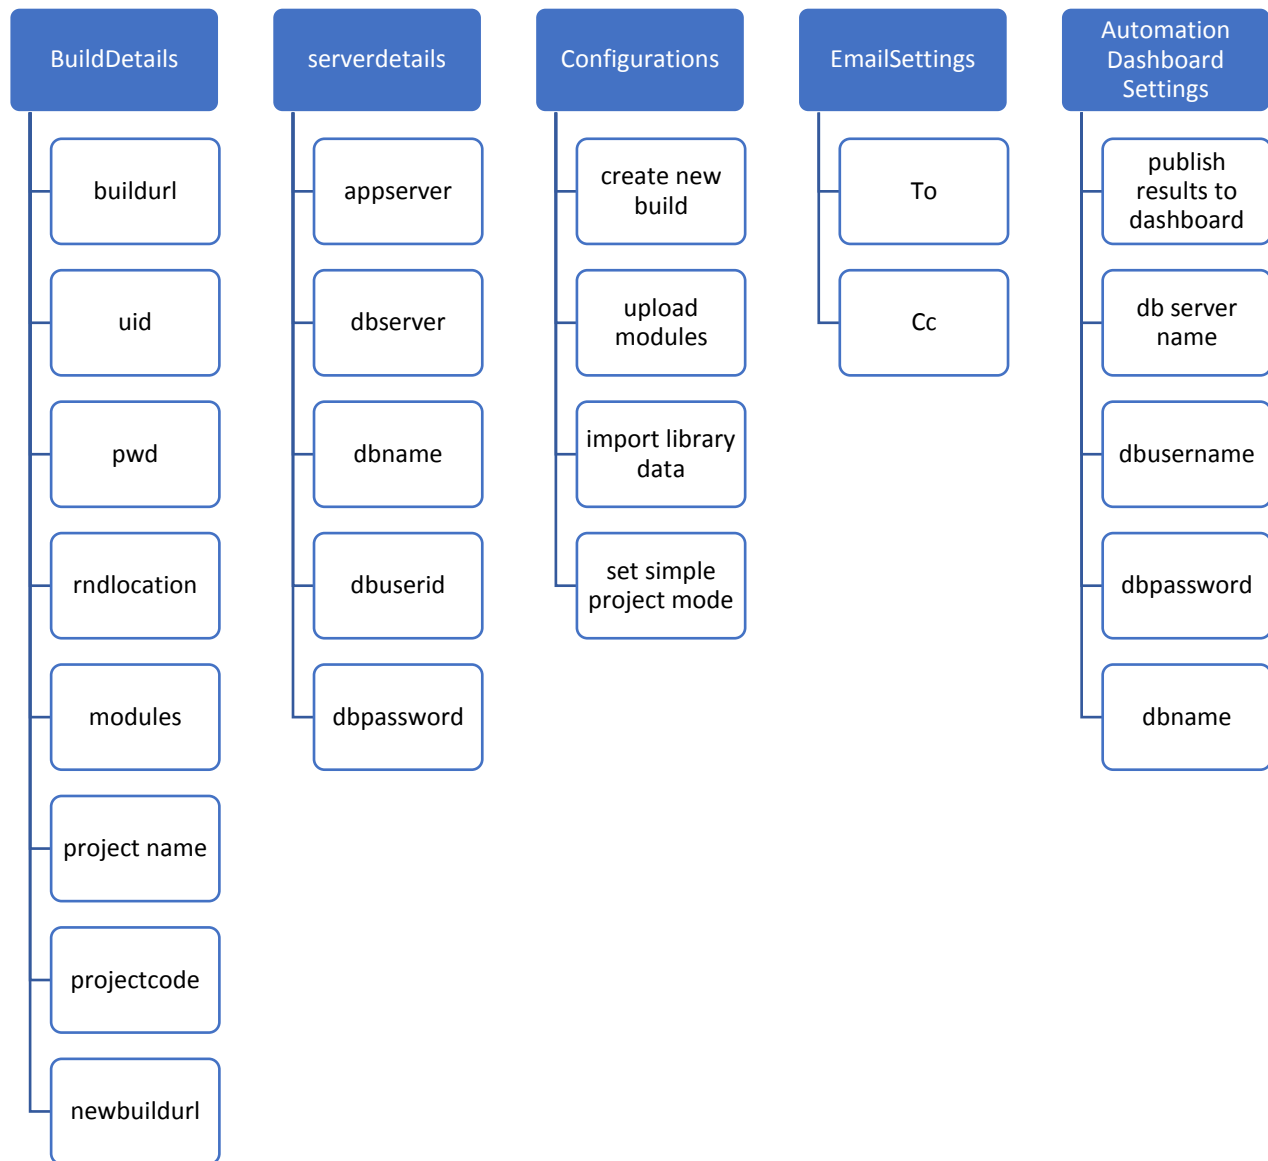 BuildDetails
buildurl
uid
pwd
rndlocation
modules
project name
projectcode
newbuildurl
serverdetails
appserver
dbserver
dbname
dbuserid
dbpassword
Configurations
create new
build
upload
modules
import library
data
set simple
project mode
EmailSettings
To
Cc
Automation
Dashboard
Settings
publish
results to
dashboard
db server
name
dbusername
dbpassword
dbname